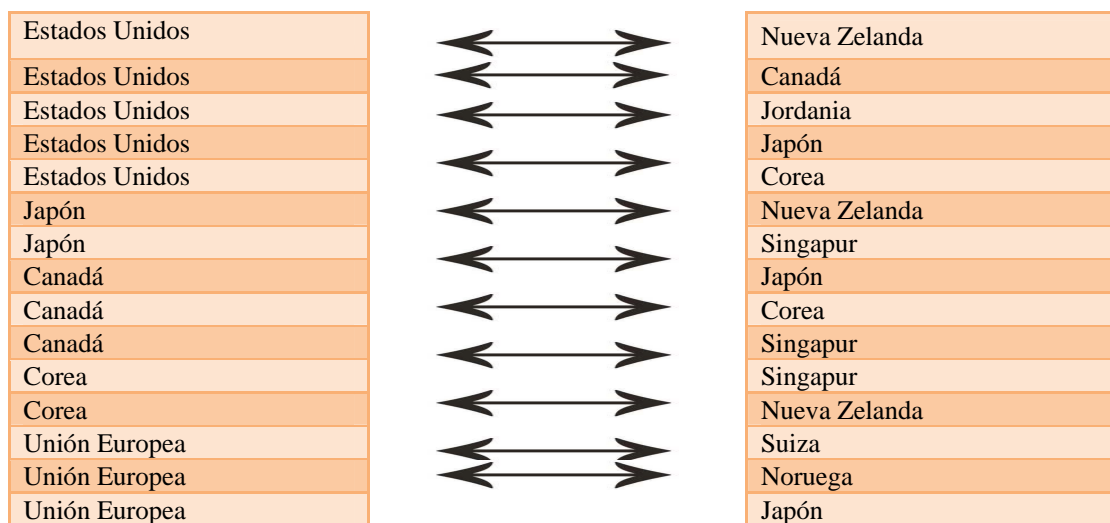 Estados Unidos Nueva Zelanda
Estados Unidos Canadá
Estados Unidos Jordania
Estados Unidos Japón
Estados Unidos Corea
Japón Nueva Zelanda
Japón Singapur
Canadá Japón
Canadá Corea
Canadá Singapur
Corea Singapur
Corea Nueva Zelanda
Unión Europea Suiza
Unión Europea Noruega
Unión Europea Japón